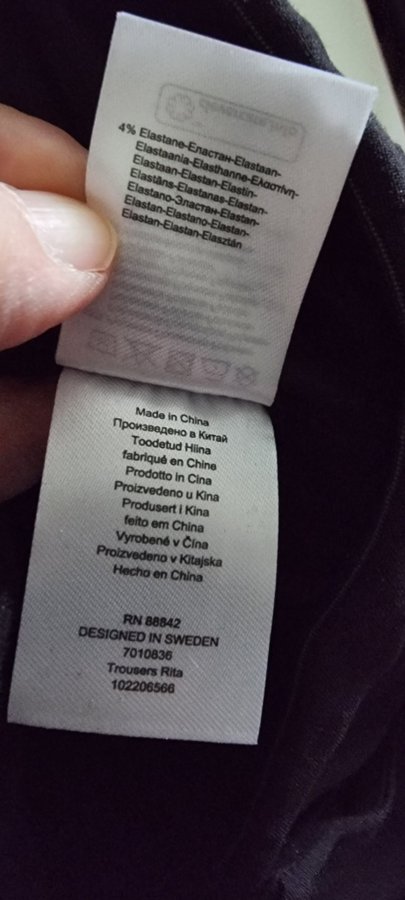 4% Elastane-Еластан-Elastaan-
Elastaania-Elasthanne-Ελαστίνη-
Elastaan-Elastan-Elastin-
Elastāns-Elastanas-Elastan-
Elastano-Эластан-Elastan-
Elastan-Elastano-Elastan-
Elastan-Elastan-Elasztán
Made in China
Произведено в Китай
Toodetud Hiina
fabriqué en Chine
Prodotto in Cina
Proizvedeno u Kina
Produsert i Kina
feito em China
Vyrobené v Čína
Proizvedeno v Kitajska
Hecho en China
RN 88842
DESIGNED IN SWEDEN
7010836
Trousers Rita
102206566